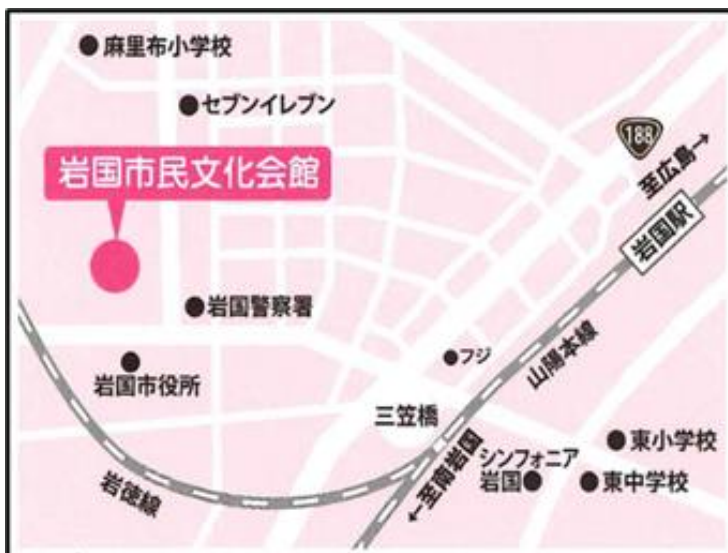 麻里布小学校
セブンイレブン
188
至広島→
岩国市民文化会館
岩国駅
岩国警察署
フジ
山陽本線
岩国市役所
三笠橋
東小学校
シンフォニア
岩国
東中学校
←至南岩国
岩徳線